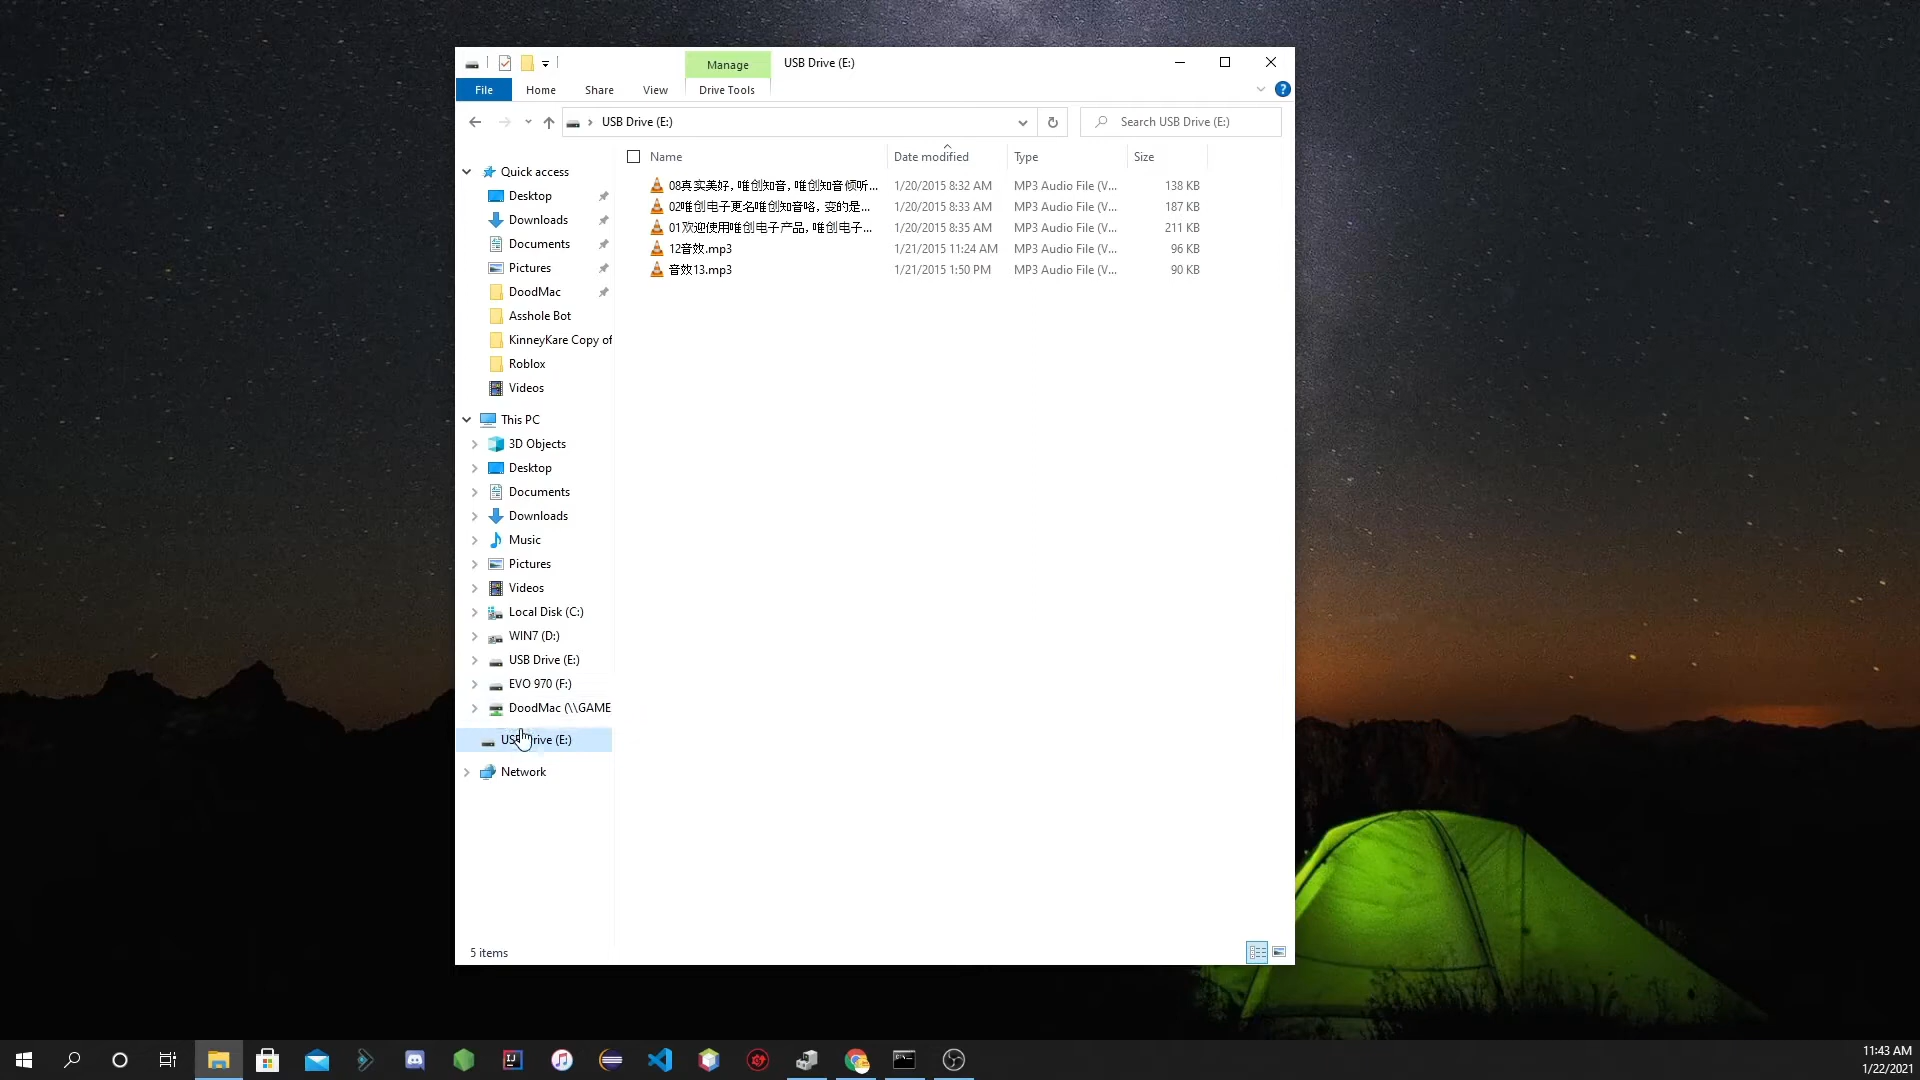 Manage
USB Drive (E:)
File
Home
Share
View
Drive Tools
USB Drive (E:)
Search USB Drive (E:)
Name
Date modified
Type
Size
08真实美好，唯创知音，唯创知音倾听... 1/20/2015 8:32 AM MP3 Audio File (V... 138 KB
02唯创电子更名唯创知音咯，变的是... 1/20/2015 8:33 AM MP3 Audio File (V... 187 KB
01欢迎使用唯创电子产品，唯创电子... 1/20/2015 8:35 AM MP3 Audio File (V... 211 KB
12音效.mp3 1/21/2015 11:24 AM MP3 Audio File (V... 96 KB
音效13.mp3 1/21/2015 1:50 PM MP3 Audio File (V... 90 KB
Quick access
Desktop
Downloads
Documents
Pictures
DoodMac
Asshole Bot
KinneyKare Copy of
Roblox
Videos
This PC
3D Objects
Desktop
Documents
Downloads
Music
Pictures
Videos
Local Disk (C:)
WIN7 (D:)
USB Drive (E:)
EVO 970 (F:)
DoodMac (\\GAME
USB Drive (E:)
Network
5 items
11:43 AM
1/22/2021